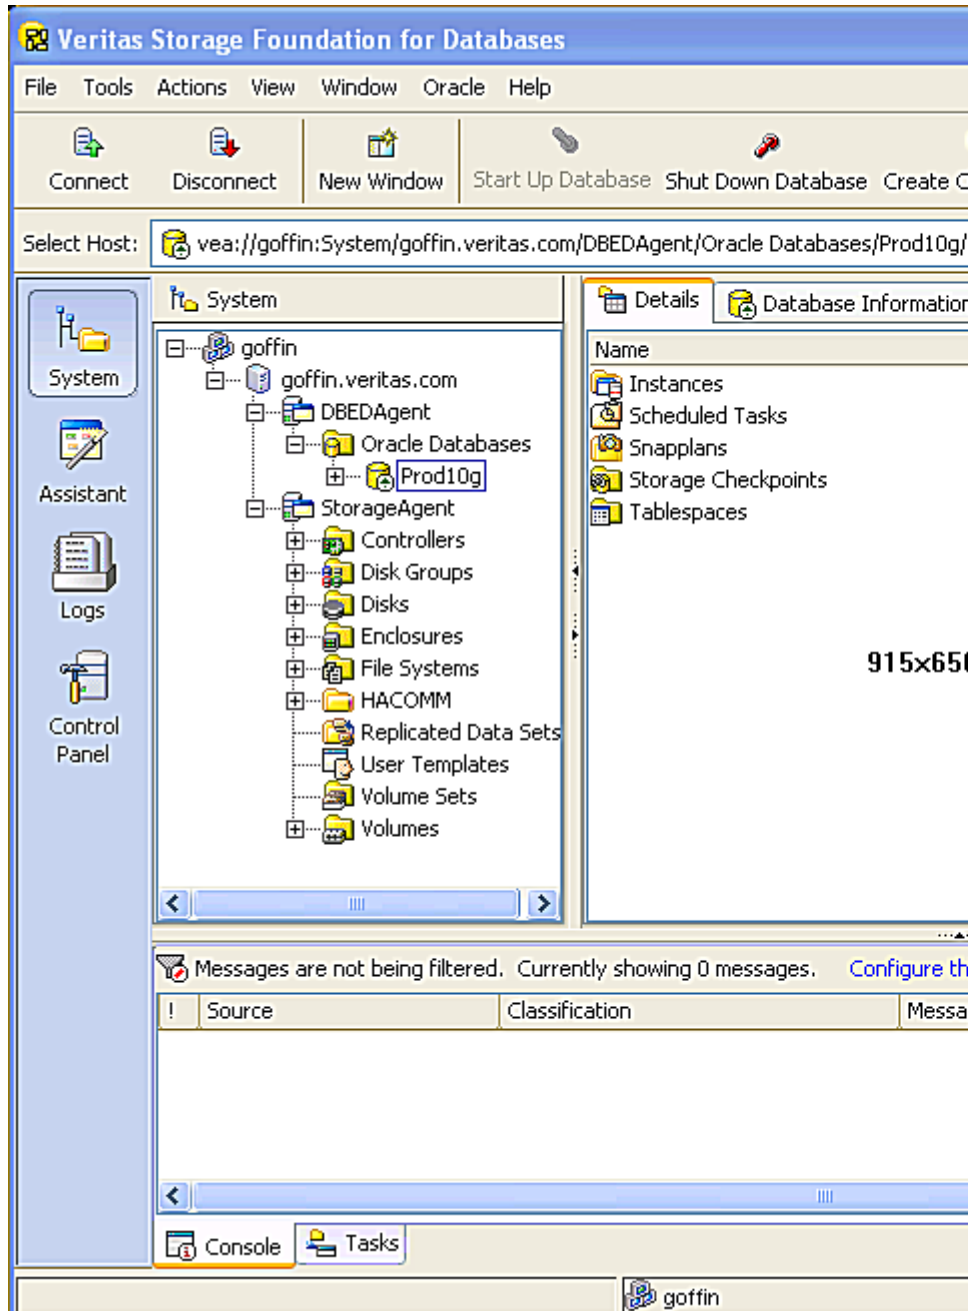 Veritas Storage Foundation for Databases
File Tools Actions View Window Oracle Help
Connect Disconnect New Window Start Up Database Shut Down Database Create
Select Host: vea://goffin:System/goffin.veritas.com/DBEDAgent/Oracle Databases/Prod10g/
System
Assistant
Logs
Control
Panel
System
goffin
goffin.veritas.com
DBEDAgent
Oracle Databases
Prod10g
StorageAgent
Controllers
Disk Groups
Disks
Enclosures
File Systems
HACOMM
Replicated Data Sets
User Templates
Volume Sets
Volumes
Details Database Information
Name
Instances
Scheduled Tasks
Snapplans
Storage Checkpoints
Tablespaces
915x650
Messages are not being filtered. Currently showing 0 messages. Configure
! Source Classification
Console Tasks
goffin